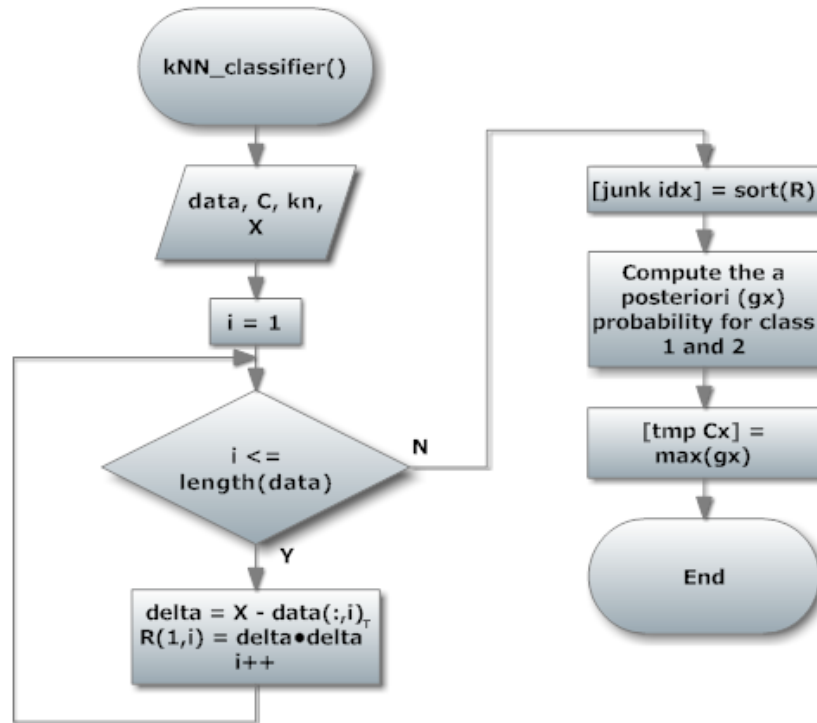 kNN_classifier()
data, C, kn,
X
i = 1
i <=
length(data)
N
Y
delta = X - data(:,i)
R(1,i) = delta•delta T
i++
[junk idx] = sort(R)
Compute the a
posteriori (gx)
probability for class
1 and 2
[tmp Cx] =
max(gx)
End